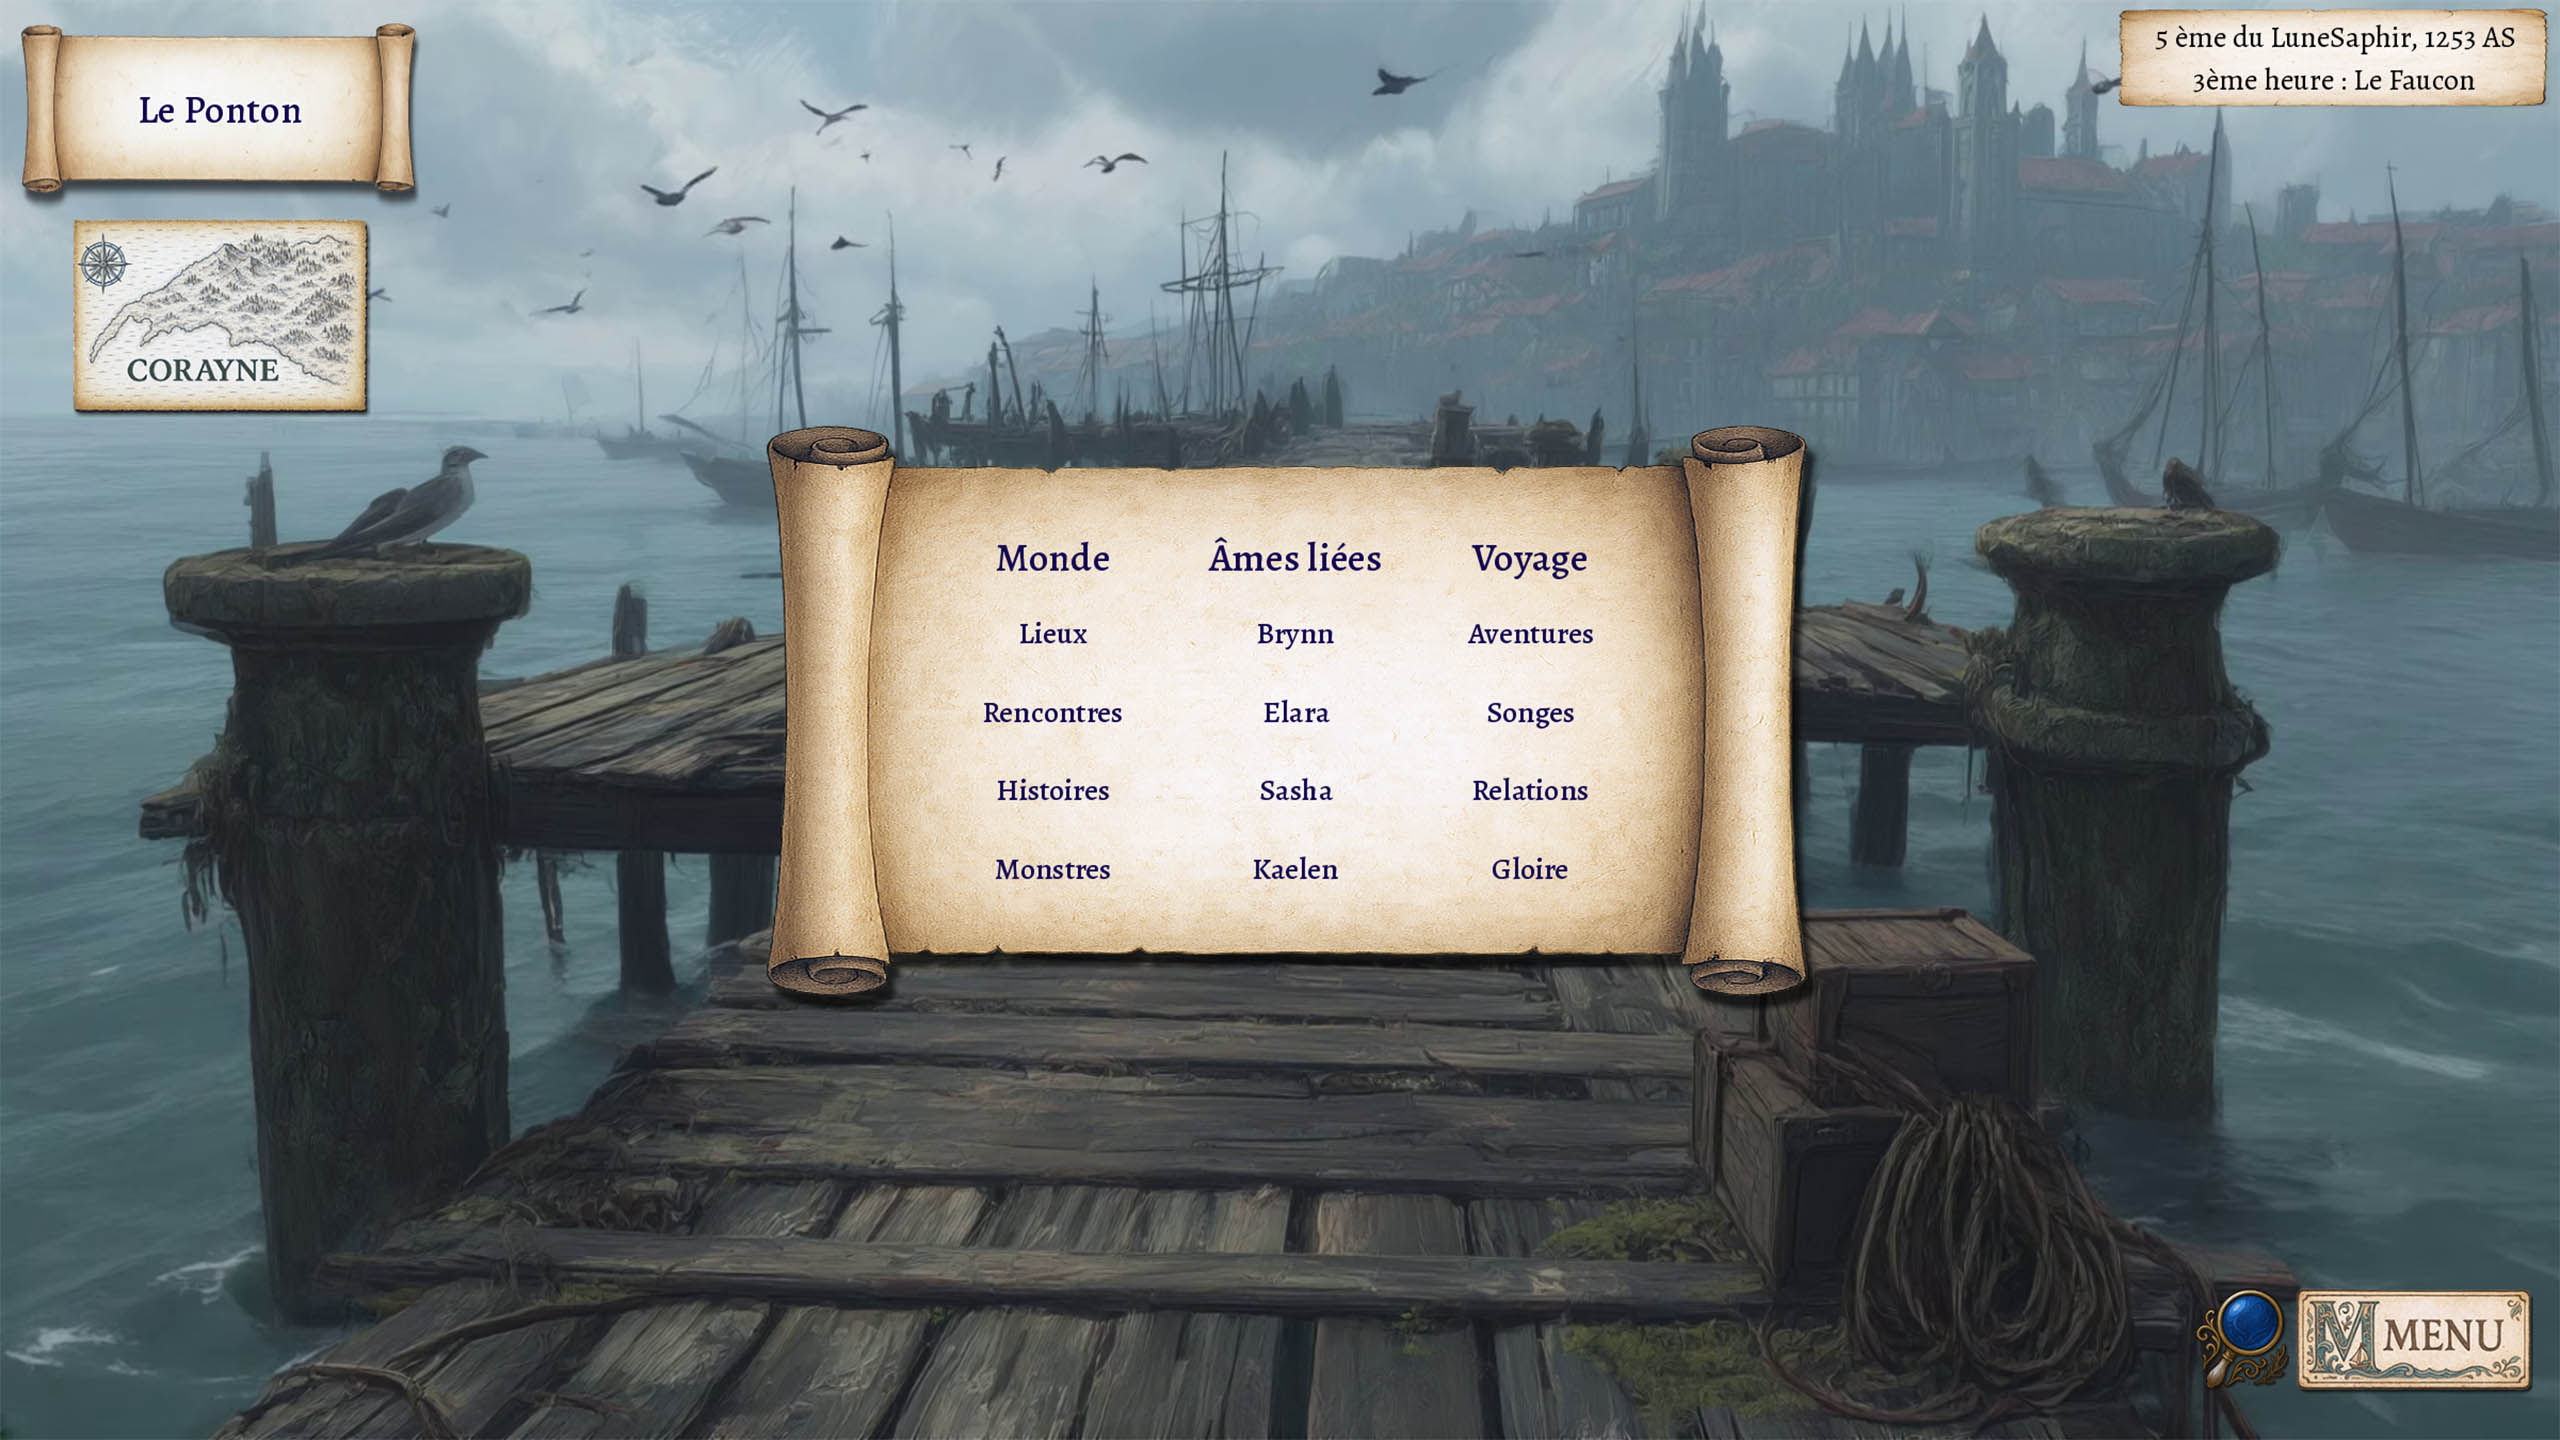 Le Ponton
5 ème du LuneSaphir, 1253 AS
3ème heure : Le Faucon
CORAYNE
Monde Âmes liées Voyage
Lieux Brynn Aventures
Rencontres Elara Songes
Histoires Sasha Relations
Monstres Kaelen Gloire
M MENU